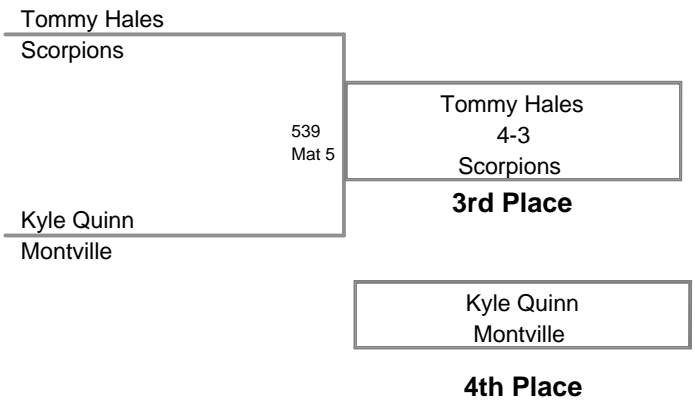 Tommy Hales
Scorpions
539
Mat 5
Tommy Hales
4-3
Scorpions
3rd Place
Kyle Quinn
Montville
Kyle Quinn
Montville
4th Place